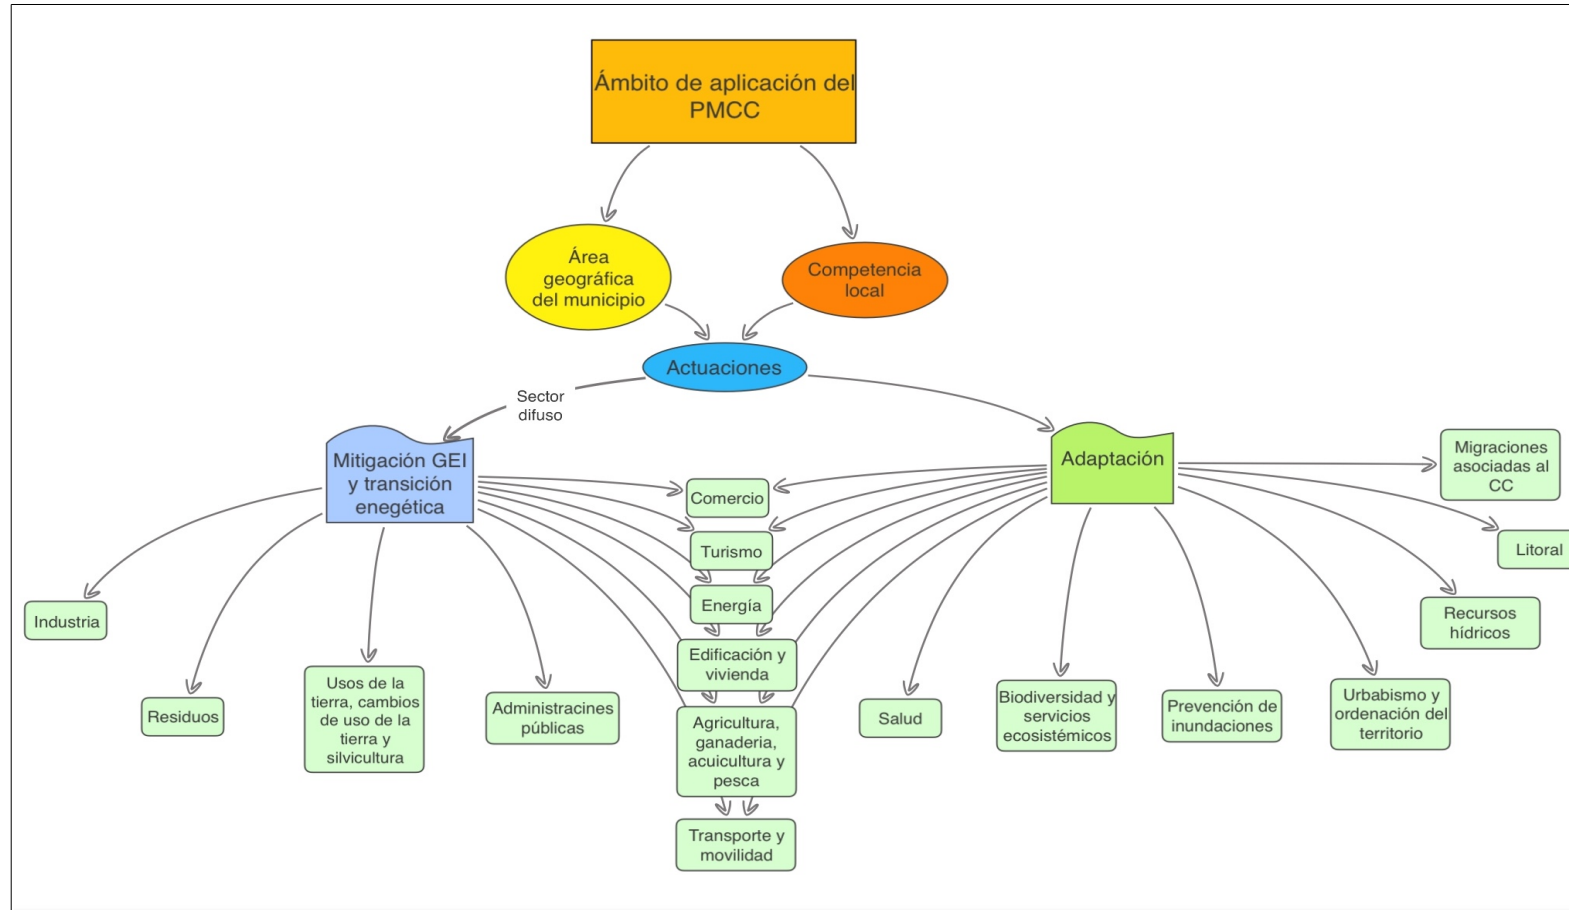 Ámbito de aplicación del
PMCC
Área
geográfica
del municipio
Competencia
local
Actuaciones
Sector
difuso
Mitigación GEI
y transición
enegética
Adaptación
Migraciones
asociadas al
CC
Comercio
Turismo
Litoral
Energía
Industria
Recursos
hídricos
Edificación y
vivienda
Residuos
Usos de la
tierra, cambios
de uso de la
tierra y
silvicultura
Administracines
públicas
Agricultura,
ganaderia,
acuicultura y
pesca
Salud
Biodiversidad y
servicios
ecosistémicos
Prevención de
inundaciones
Urbabismo y
ordenación del
territorio
Transporte y
movilidad